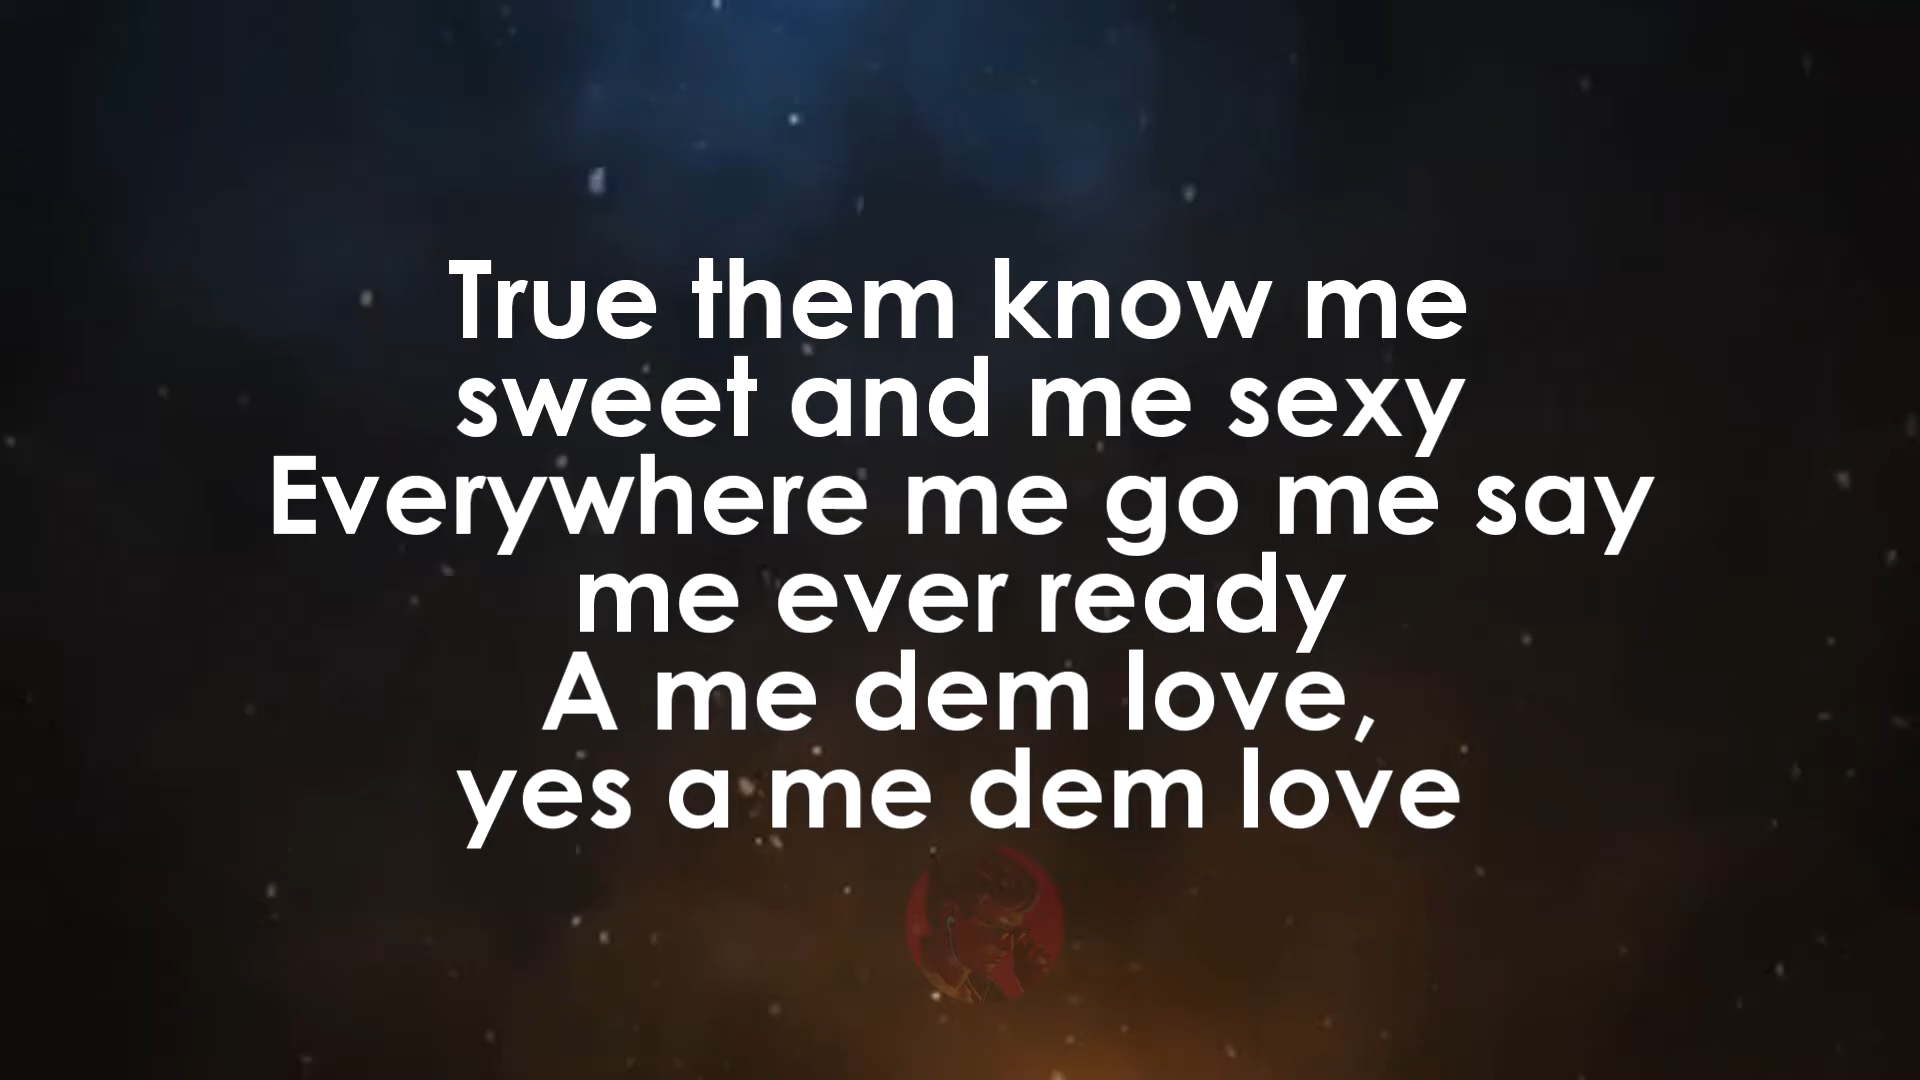 True them know me
sweet and me sexy
Everywhere me go me say
me ever ready
A me dem love,
yes a me dem love